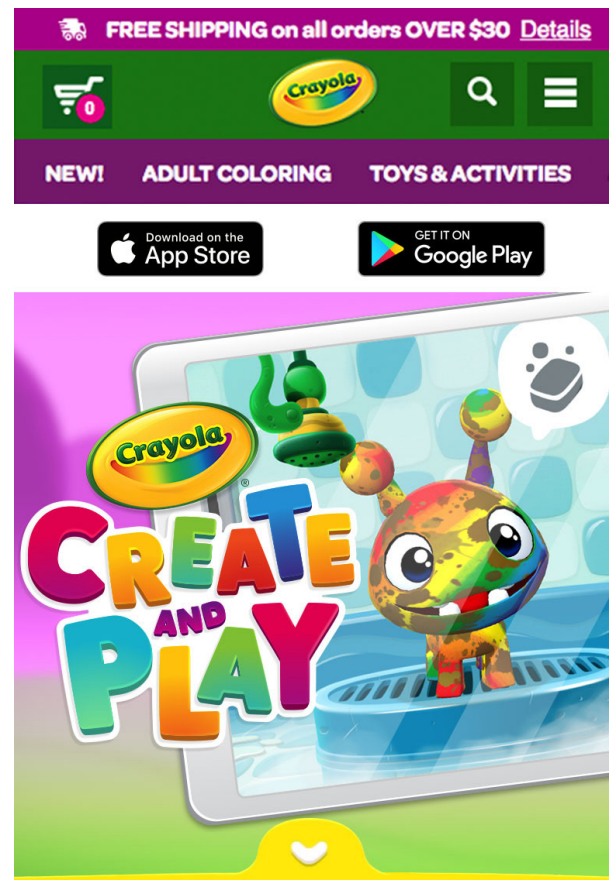 FREE SHIPPING on all orders OVER $30 Details
0
Crayola
NEW! ADULT COLORING TOYS & ACTIVITIES
Download on the
App Store
GET IT ON
Google Play
Crayola
®
CREATE
AND
PLAY